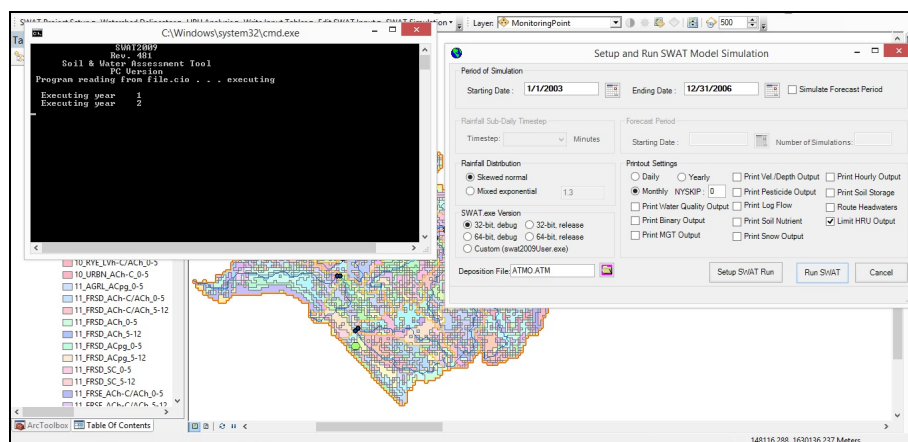 SWAT Project Setup Watershed Delineator HRU Analysis Write Input Tables Edit SWAT Input SWAT Simulation
Layer: MonitoringPoint
500
C:\Windows\system32\cmd.exe
SWAT2009
Rev. 481
Soil & Water Assessment Tool
PC Version
Program reading from file.cio . . . executing
Executing year 1
Executing year 2
Setup and Run SWAT Model Simulation
Period of Simulation
Starting Date : 1/1/2003
Ending Date : 12/31/2006
Simulate Forecast Period
Rainfall Sub-Daily Timestep
Timestep: Minutes
Forecast Period
Starting Date : Number of Simulations:
Rainfall Distribution
Skewed normal
Mixed exponential 1.3
SWAT.exe Version
32-bit, debug 32-bit, release
64-bit, debug 64-bit, release
Custom (swat2009User.exe)
Printout Settings
Daily Yearly Print Vel./Depth Output Print Hourly Output
Monthly NYSKIP : 0 Print Pesticide Output Print Soil Storage
Print Water Quality Output Print Log Flow Route Headwaters
Print Binary Output Print Soil Nutrient Limit HRU Output
Print MGT Output Print Snow Output
Deposition File: ATMO.ATM
Setup SWAT Run Run SWAT Cancel
10_RYE_LVh-C/ACh_0-5
10_URBN_ACh-C_0-5
11_AGRL_ACpg_0-5
11_FRSD_ACh-C/ACh_0-5
11_FRSD_ACh-C/ACh_5-12
11_FRSD_ACh_0-5
11_FRSD_ACh_5-12
11_FRSD_ACpg_0-5
11_FRSD_ACpg_5-12
11_FRSD_SC_0-5
11_FRSD_SC_5-12
11_FRSE_ACh-C/ACh_0-5
11_FRSE_ACh-C/ACh_5-12
ArcToolbox Table Of Contents
148116.288 1630136.237 Meters